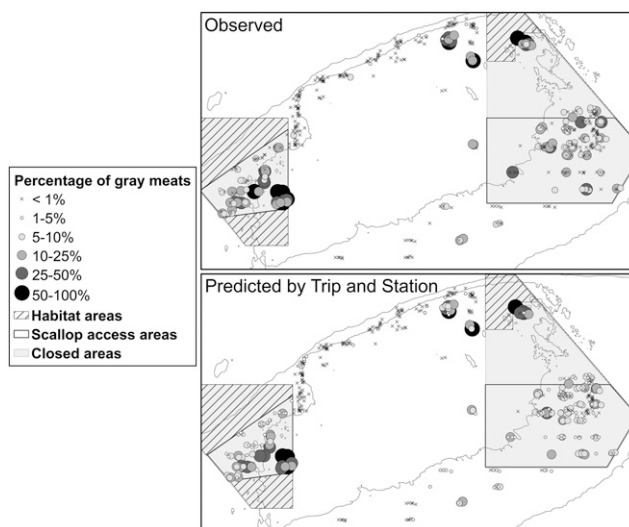 Observed
Percentage of gray meats
< 1%
1-5%
5-10%
10-25%
25-50%
50-100%
Habitat areas
Scallop access areas
Closed areas
Predicted by Trip and Station